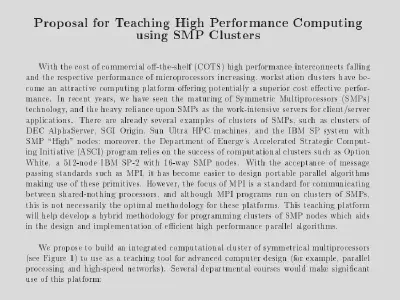 Proposal for Teaching High Performance Computing
using SMP Clusters
With the cost of commercial off-the-shelf (COTS) high performance interconnects falling
and the respective performance of microprocessors increasing, workstation clusters have be-
come an attractive computing platform offering potentially a superior cost effective perfor-
mance. In recent years, we have seen the maturing of Symmetric Multiprocessors (SMPs)
technology, and the heavy reliance upon SMPs as the work-intensive servers for client/server
applications. There are already several examples of clusters of SMPs, such as clusters of
DEC AlphaServer, SGI Origin, Sun Ultra HPC machines, and the IBM SP system with
SMP "High" nodes; moreover, the Department of Energy's Accelerated Strategic Comput-
ing Initiative (ASCI) program relies on the success of computational clusters such as Option
White, a 512-node IBM SP-2 with 16-way SMP nodes. With the acceptance of message
passing standards such as MPI, it has become easier to design portable parallel algorithms
making use of these primitives. However, the focus of MPI is a standard for communicating
between shared-nothing processors, and although MPI programs run on clusters of SMPs,
this is not necessarily the optimal methodology for these platforms. This teaching platform
will help develop a hybrid methodology for programming clusters of SMP nodes which aids
in the design and implementation of efficient high performance parallel algorithms.
We propose to build an integrated computational cluster of symmetrical multiprocessors
(see Figure 1) to use as a teaching tool for advanced computer design (for example, parallel
processing and high-speed networks). Several departmental courses would make significant
use of this platform: